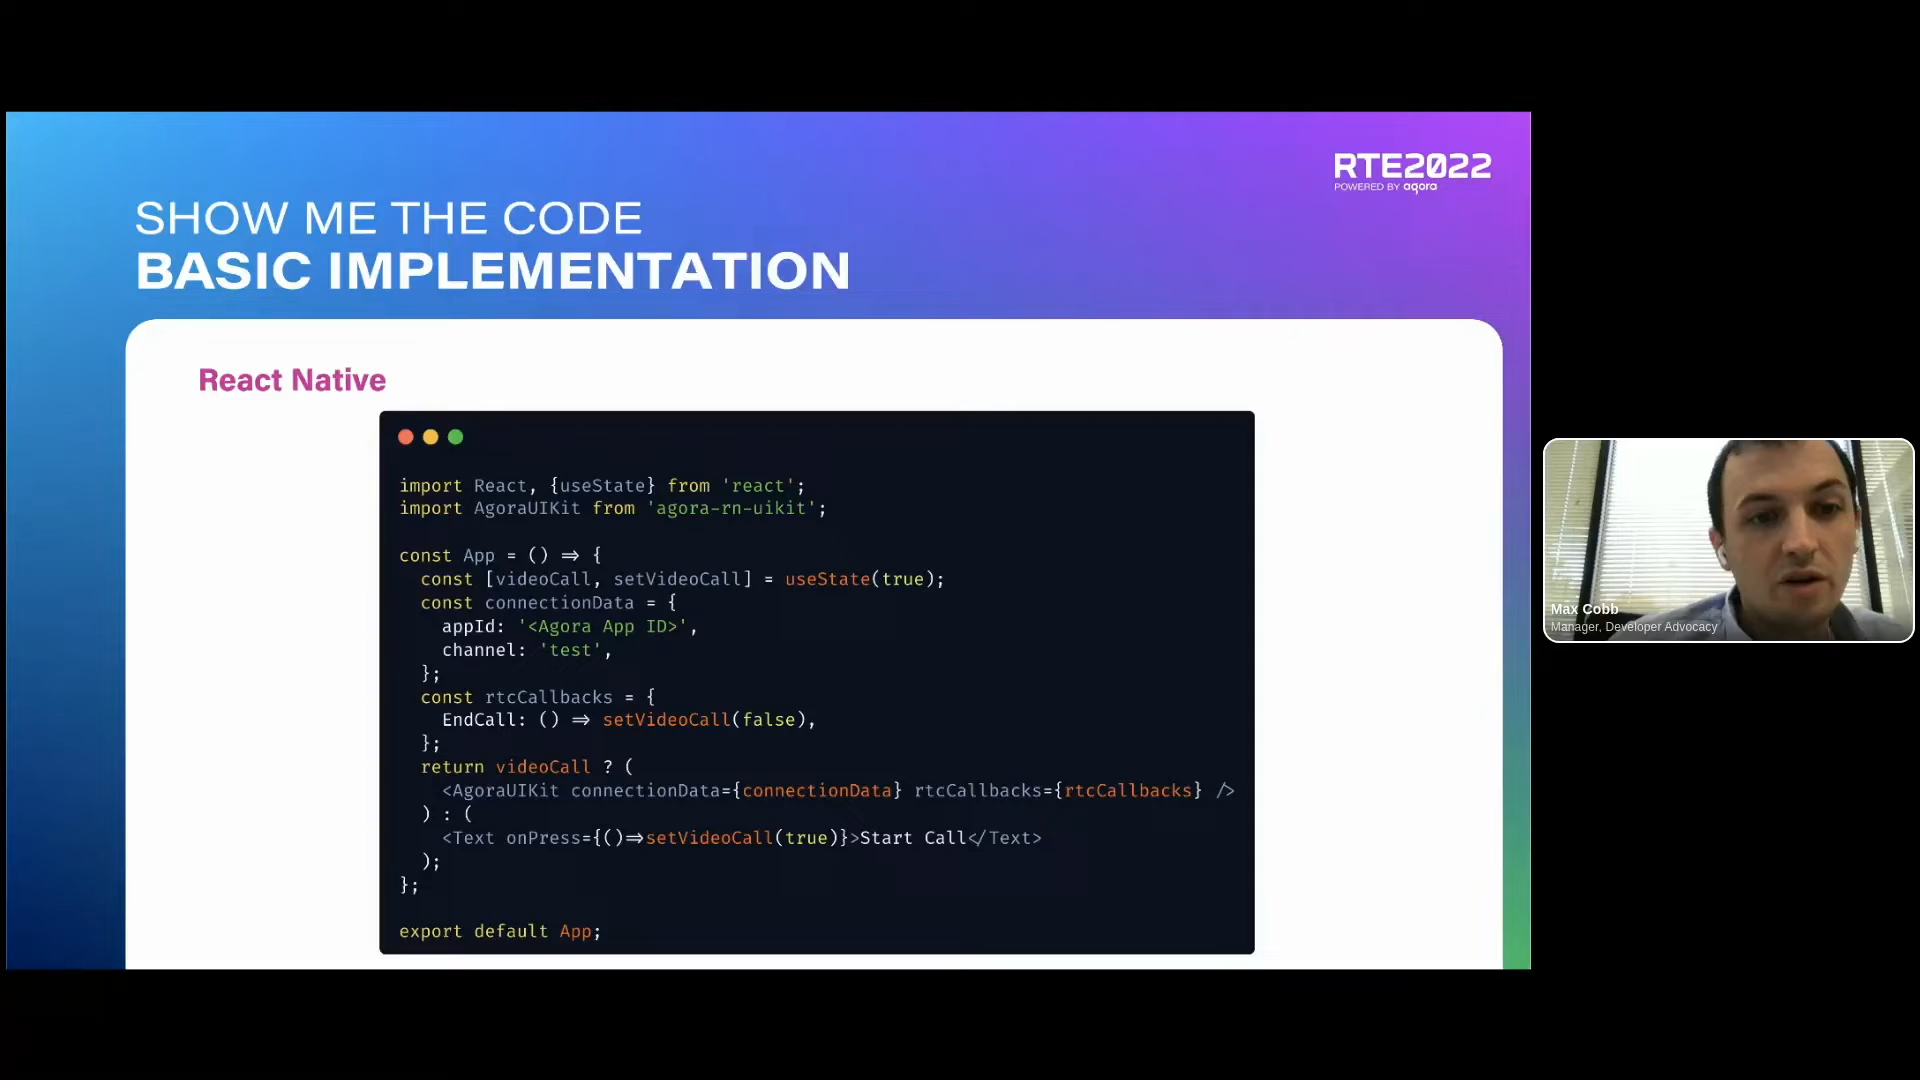 RTE2022
POWERED BY agora
SHOW ME THE CODE
BASIC IMPLEMENTATION
React Native
import React, {useState} from 'react';
import AgoraUIKit from 'agora-rn-uikit';
const App = () => {
const [videoCall, setVideoCall] = useState(true);
const connectionData = {
appId: '<Agora App ID>',
channel: 'test',
};
const rtcCallbacks = {
EndCall: () => setVideoCall(false),
};
return videoCall ? (
<AgoraUIKit connectionData={connectionData} rtcCallbacks={rtcCallbacks} />
) : (
<Text onPress={()=>setVideoCall(true)}>Start Call</Text>
);
};
export default App;
Max Cobb
Manager, Developer Advocacy